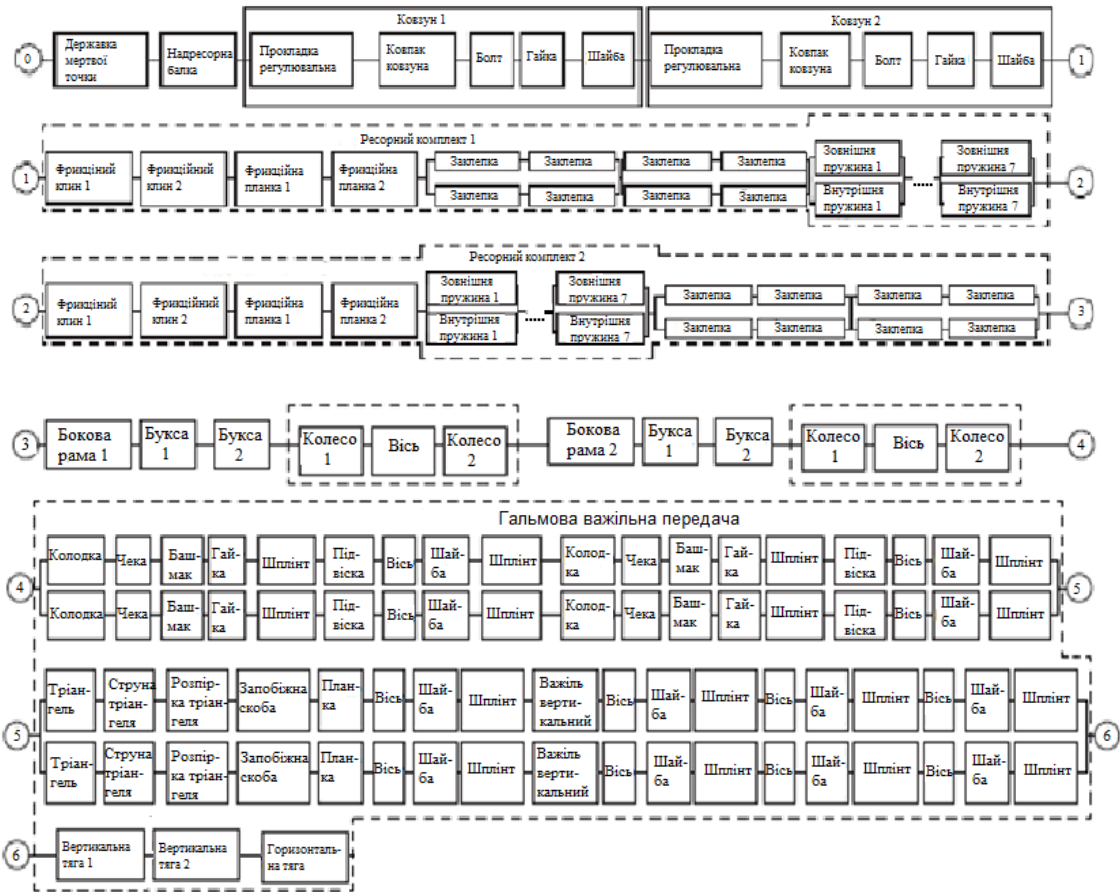 Ковзун 1
Ковзун 2
0
Державка
мертвої
точки
Надресорна
балка
Прокладка
регулювальна
Ковпак
ковзуна
Болт
Гайка
Шайба
Прокладка
регулювальна
Ковпак
ковзуна
Болт
Гайка
Шайба
1
Ресорний комплект 1
1
Фрикціний
клин 1
Фрикційний
клин 2
Фрикційна
планка 1
Фрикційна
планка 2
Заклепка
Заклепка
Заклепка
Заклепка
Заклепка
Заклепка
Заклепка
Заклепка
Зовнішня
пружина 1
Внутрішня
пружина 1
.....
Зовнішня
пружина 7
Внутрішня
пружина 7
2
Ресорний комплект 2
2
Фрикціний
клин 1
Фрикційний
клин 2
Фрикційна
планка 1
Фрикційна
планка 2
Зовнішня
пружина 1
Внутрішня
пружина 1
.....
Зовнішня
пружина 7
Внутрішня
пружина 7
Заклепка
Заклепка
Заклепка
Заклепка
Заклепка
Заклепка
Заклепка
Заклепка
3
3
Бокова
рама 1
Букса
1
Букса
2
Колесо
1
Вісь
Колесо
2
Бокова
рама 2
Букса
1
Букса
2
Колесо
1
Вісь
Колесо
2
4
Гальмова важільна передача
4
Колодка
Чека
Баш-
мак
Гай-
ка
Шплінт
Під-
віска
Вісь
Шай-
ба
Шплінт
Колод-
ка
Чека
Баш-
мак
Гай-
ка
Шплінт
Під-
віска
Вісь
Шай-
ба
Шплінт
Колодка
Чека
Баш-
мак
Гай-
ка
Шплінт
Під-
віска
Вісь
Шай-
ба
Шплінт
Колод-
ка
Чека
Баш-
мак
Гай-
ка
Шплінт
Під-
віска
Вісь
Шай-
ба
Шплінт
5
5
Тріан-
гель
Струна
тріан-
геля
Розпір-
ка тріан-
геля
Запобіжна
скоба
План-
ка
Вісь
Шай-
ба
Шплінт
Важіль
верти-
кальний
Вісь
Шай-
ба
Шплінт
Вісь
Шай-
ба
Шплінт
Вісь
Шай-
ба
Шплінт
Тріан-
гель
Струна
тріан-
геля
Розпір-
ка тріан-
геля
Запобіжна
скоба
План-
ка
Вісь
Шай-
ба
Шплінт
Важіль
верти-
кальний
Вісь
Шай-
ба
Шплінт
Вісь
Шай-
ба
Шплінт
Вісь
Шай-
ба
Шплінт
6
6
Вертикальна
тяга 1
Вертикальна
тяга 2
Горизонталь-
на тяга